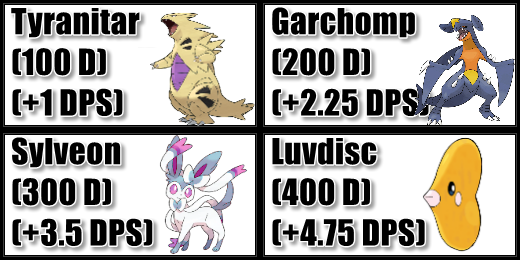 Tyranitar
(100 D)
(+1 DPS)
Garchomp
(200 D)
(+2.25 DPS)
Sylveon
(300 D)
(+3.5 DPS)
Luvdisc
(400 D)
(+4.75 DPS)